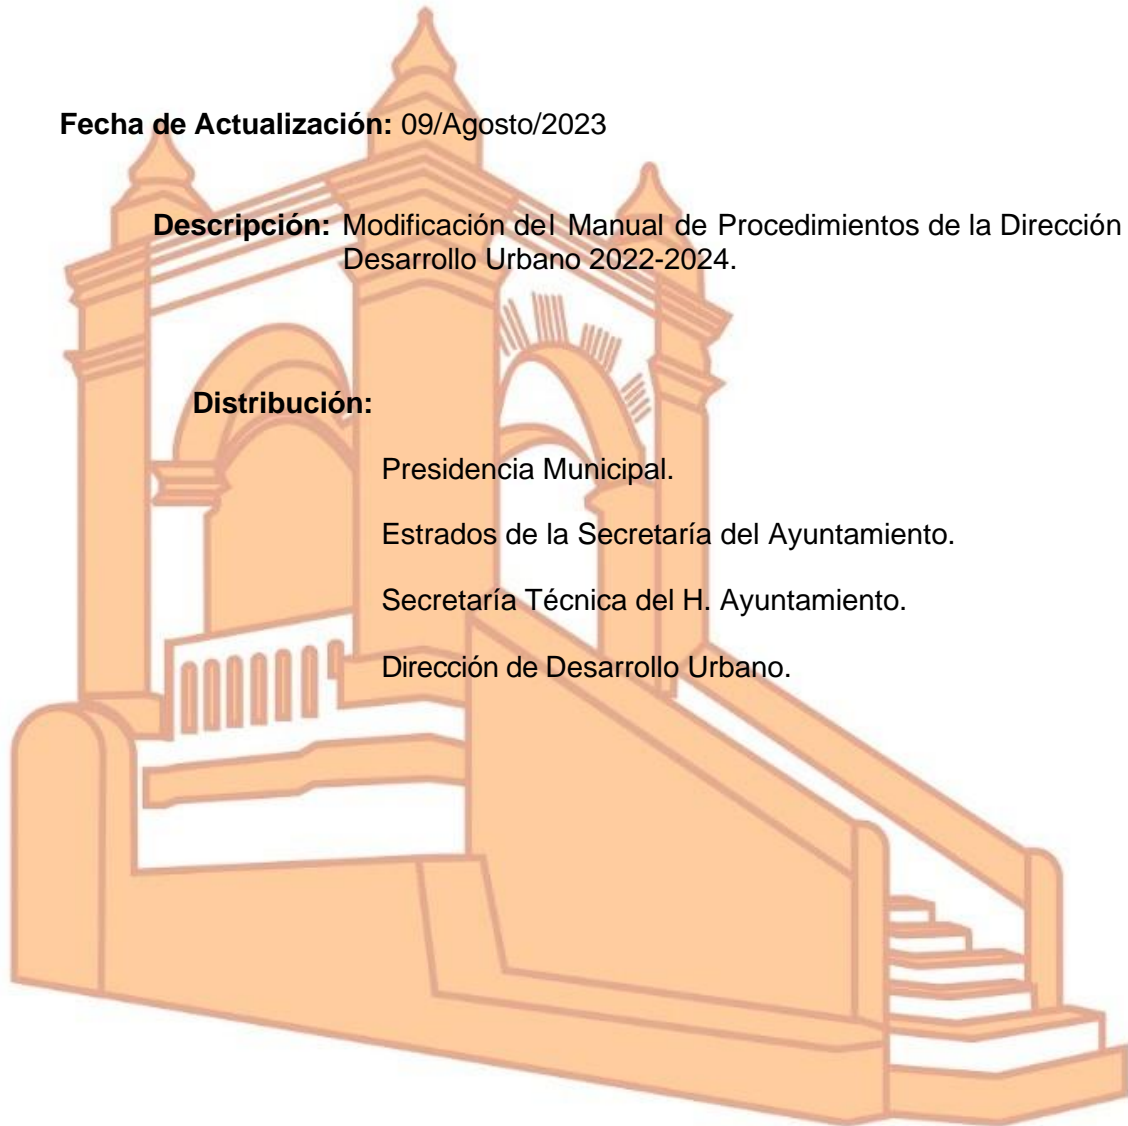 Fecha de Actualización: 09/Agosto/2023
Descripción: Modificación del Manual de Procedimientos de la Dirección
Desarrollo Urbano 2022-2024.
Distribución:
Presidencia Municipal.
Estrados de la Secretaría del Ayuntamiento.
Secretaría Técnica del H. Ayuntamiento.
Dirección de Desarrollo Urbano.